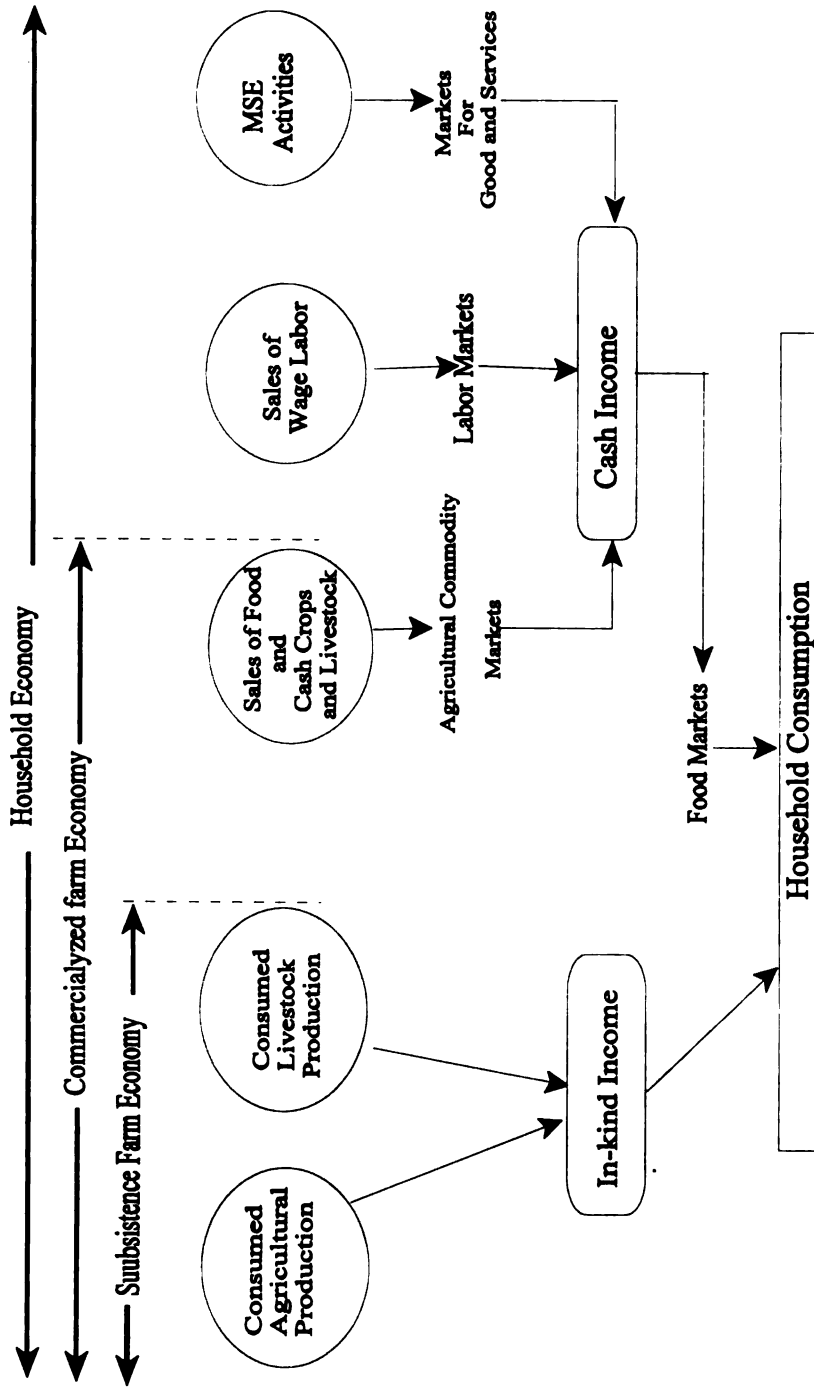 Household Economy
Commercialyzed farm Economy
Suubsistence Farm Economy
Consumed
Agricultural
Production
Consumed
Livestock
Production
Sales of Food
and
Cash Crops
and Livestock
Sales of
Wage Labor
MSE
Activities
Agricultural Commodity
Markets
Labor Markets
Markets
For
Good and Services
In-kind Income
Cash Income
Food Markets
Household Consumption